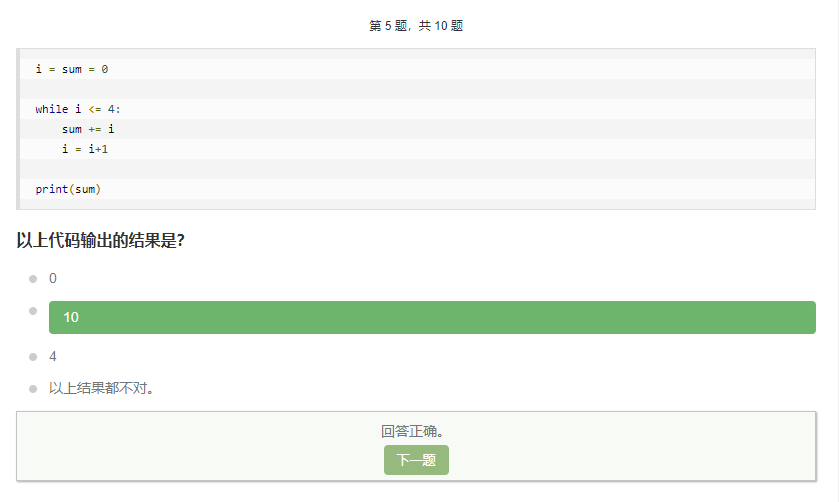 第 5 题，共 10 题
i = sum = 0
while i <= 4:
    sum += i
    i = i+1
print(sum)
以上代码输出的结果是?
0
10
4
以上结果都不对。
回答正确。
下一题